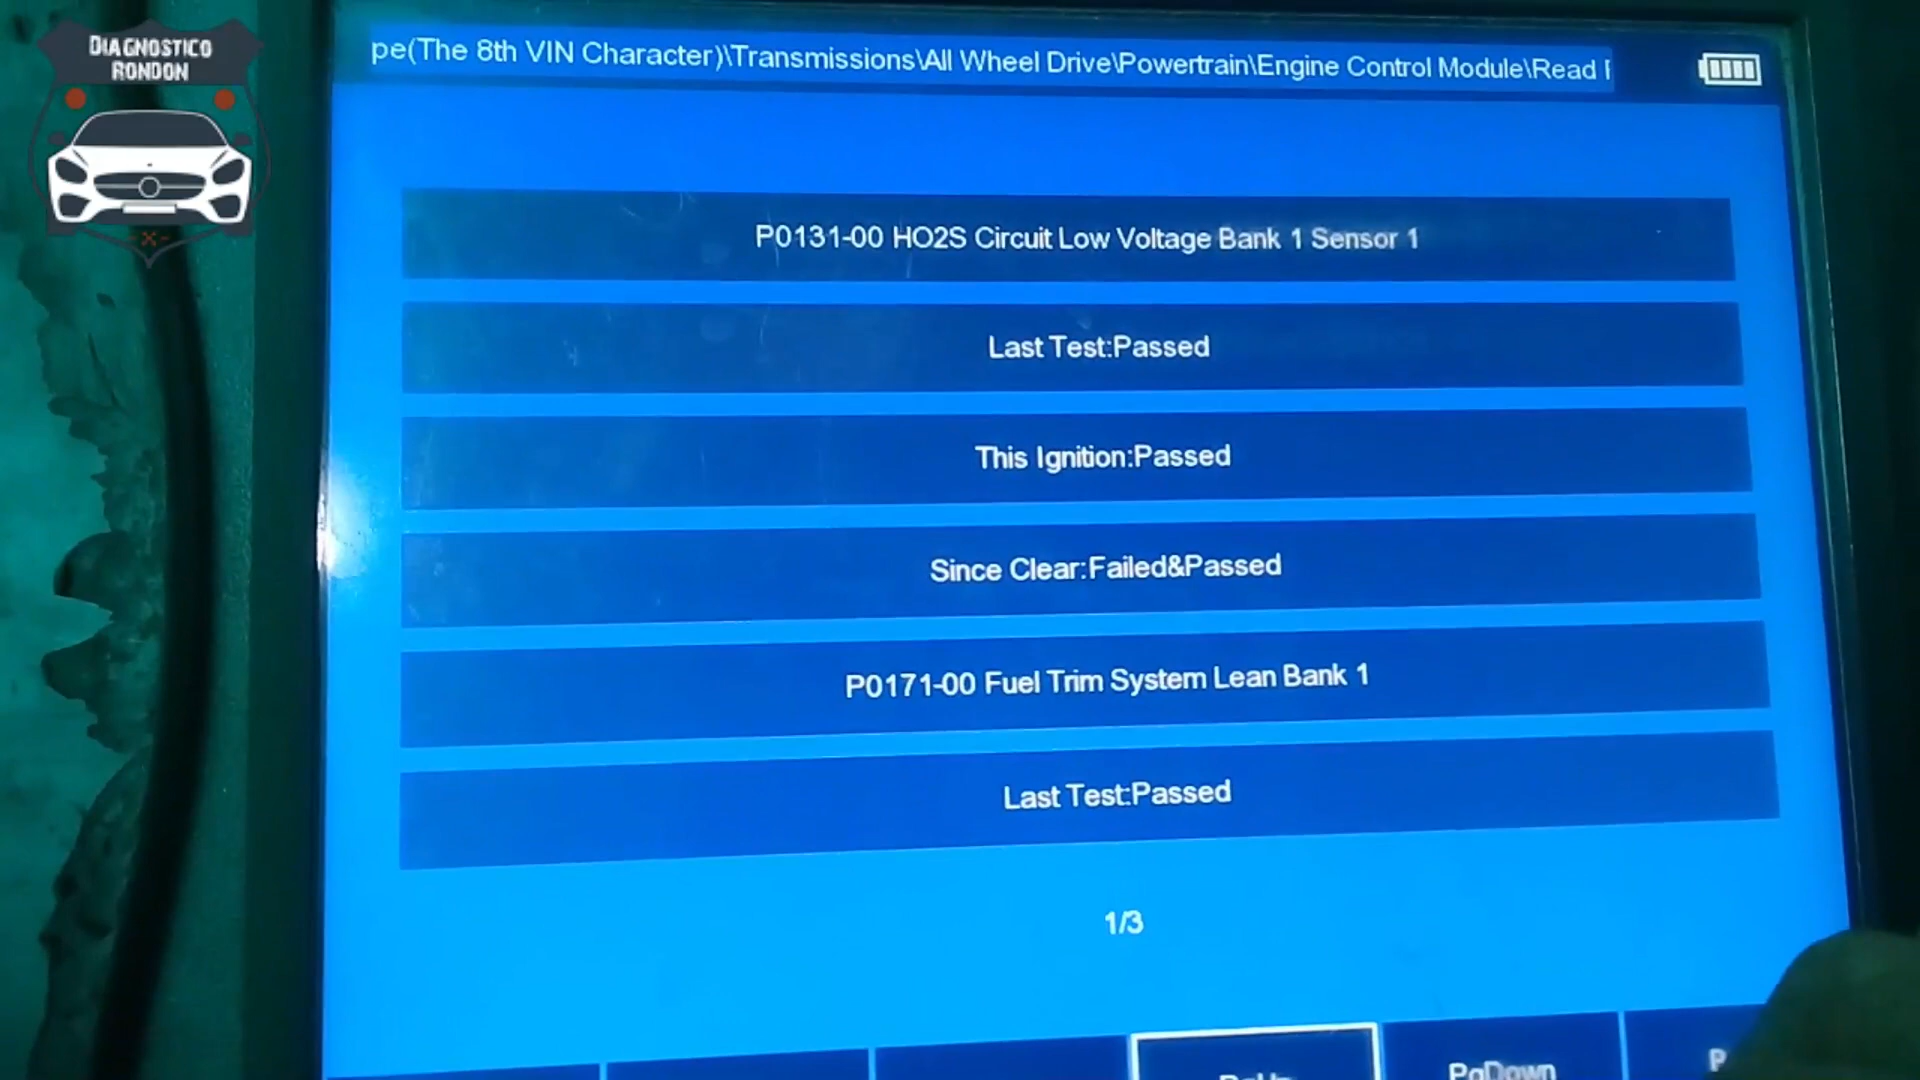 DIAGNOSTICO
RONDON
pe(The 8th VIN Character)\Transmissions\All Wheel Drive\Powertrain\Engine Control Module\Read
P0131-00 HO2S Circuit Low Voltage Bank 1 Sensor 1
Last Test:Passed
This Ignition:Passed
Since Clear:Failed&Passed
P0171-00 Fuel Trim System Lean Bank 1
Last Test:Passed
1/3
PgUp PgDown